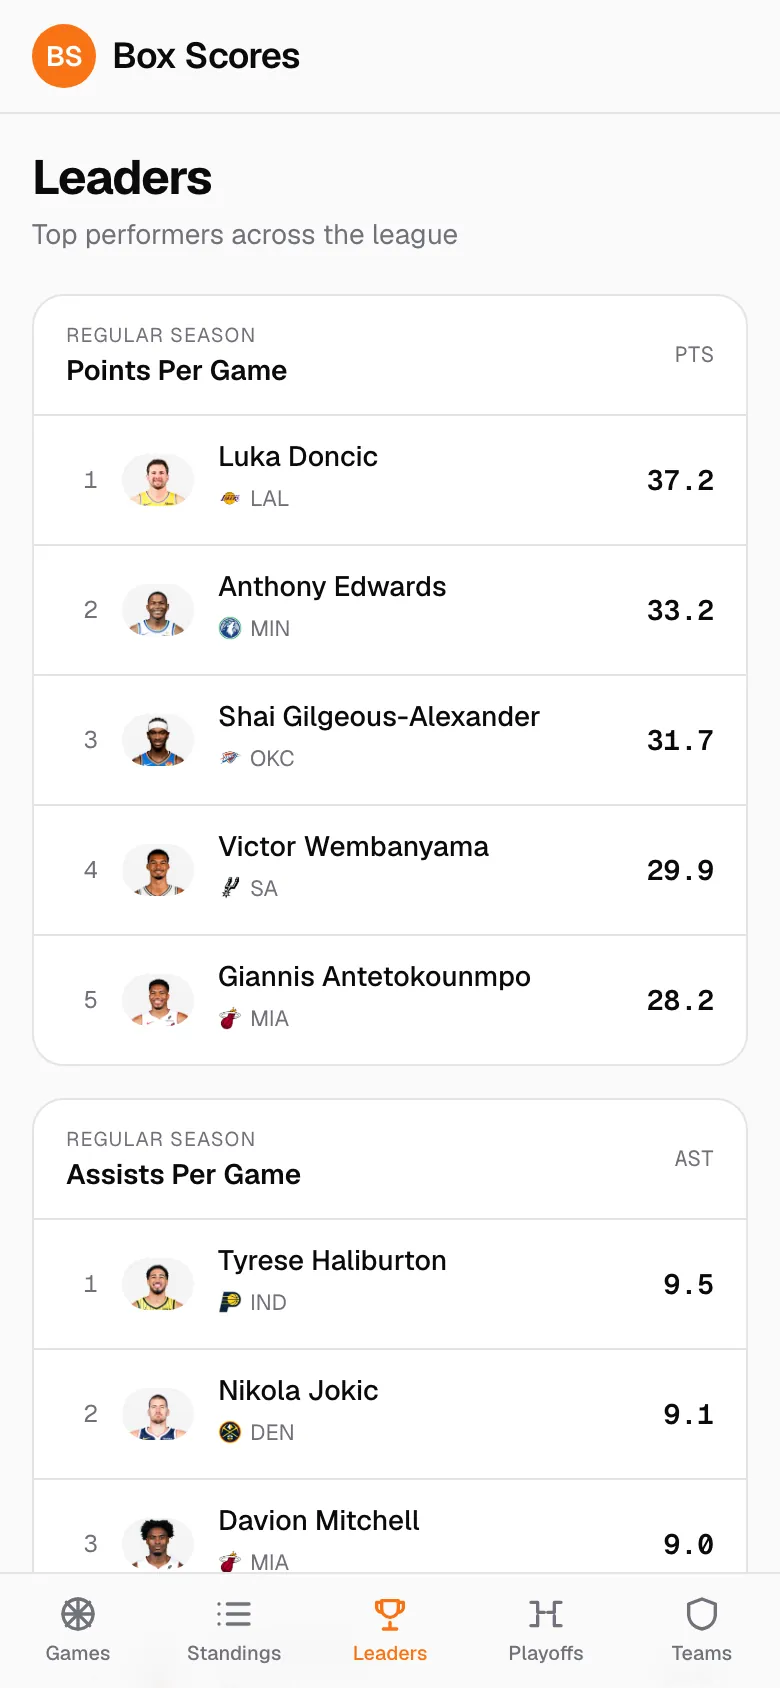 BS Box Scores
Leaders
Top performers across the league
REGULAR SEASON
Points Per Game
PTS
1
Luka Doncic
LAL
37.2
2
Anthony Edwards
MIN
33.2
3
Shai Gilgeous-Alexander
OKC
31.7
4
Victor Wembanyama
SA
29.9
5
Giannis Antetokounmpo
MIA
28.2
REGULAR SEASON
Assists Per Game
AST
1
Tyrese Haliburton
IND
9.5
2
Nikola Jokic
DEN
9.1
3
Davion Mitchell
MIA
9.0
Games
Standings
Leaders
Playoffs
Teams